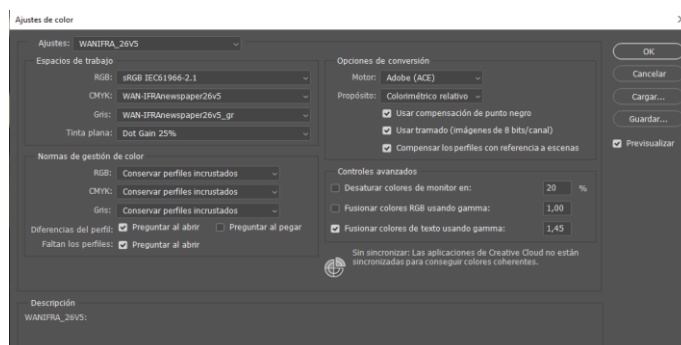 Ajustes de color
Ajustes: WANIFRA_26V5
Espacios de trabajo
RGB: sRGB IEC61966-2.1
CMYK: WAN-IFRAnewspaper26v5
Gris: WAN-IFRAnewspaper26v5_gr
Tinta plana: Dot Gain 25%
Normas de gestión de color
RGB: Conservar perfiles incrustados
CMYK: Conservar perfiles incrustados
Gris: Conservar perfiles incrustados
Diferencias del perfil: Preguntar al abrir Preguntar al pegar
Faltan los perfiles: Preguntar al abrir
Opciones de conversión
Motor: Adobe (ACE)
Propósito: Colorimétrico relativo
Usar compensación de punto negro
Usar tramado (imágenes de 8 bits/canal)
Compensar los perfiles con referencia a escenas
Controles avanzados
Desaturar colores de monitor en: 20 %
Fusionar colores RGB usando gamma: 1,00
Fusionar colores de texto usando gamma: 1,45
Sin sincronizar: Las aplicaciones de Creative Cloud no están
sincronizadas para conseguir colores coherentes.
OK
Cancelar
Cargar...
Guardar...
Previsualizar
Descripción
WANIFRA_26V5: